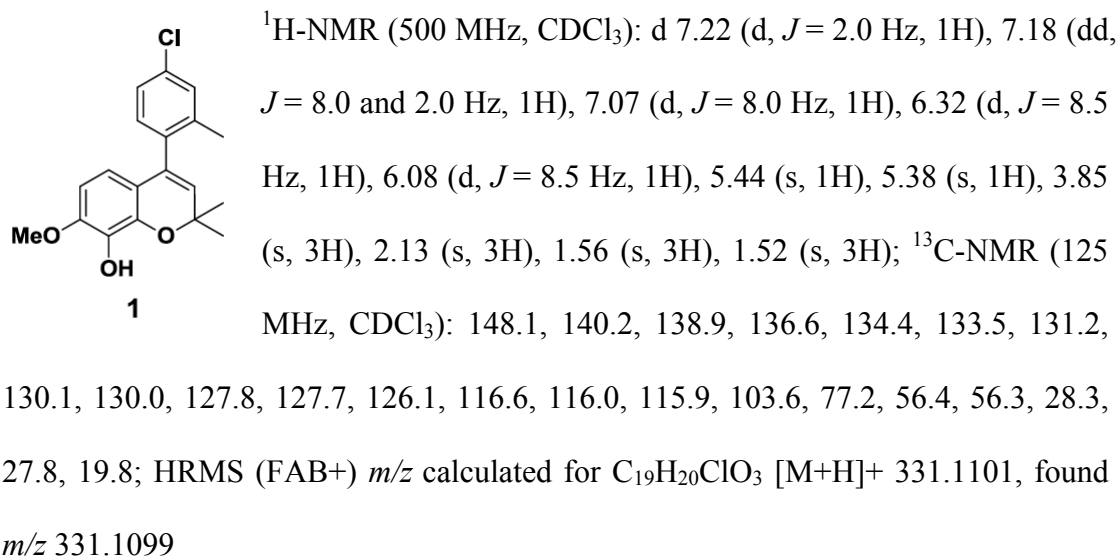 Cl
MeO
O
OH
1
¹H-NMR (500 MHz, CDCl₃): d 7.22 (d, J = 2.0 Hz, 1H), 7.18 (dd,
J = 8.0 and 2.0 Hz, 1H), 7.07 (d, J = 8.0 Hz, 1H), 6.32 (d, J = 8.5
Hz, 1H), 6.08 (d, J = 8.5 Hz, 1H), 5.44 (s, 1H), 5.38 (s, 1H), 3.85
(s, 3H), 2.13 (s, 3H), 1.56 (s, 3H), 1.52 (s, 3H); ¹³C-NMR (125
MHz, CDCl₃): 148.1, 140.2, 138.9, 136.6, 134.4, 133.5, 131.2,
130.1, 130.0, 127.8, 127.7, 126.1, 116.6, 116.0, 115.9, 103.6, 77.2, 56.4, 56.3, 28.3,
27.8, 19.8; HRMS (FAB+) m/z calculated for C₁₉H₂₀ClO₃ [M+H]+ 331.1101, found
m/z 331.1099